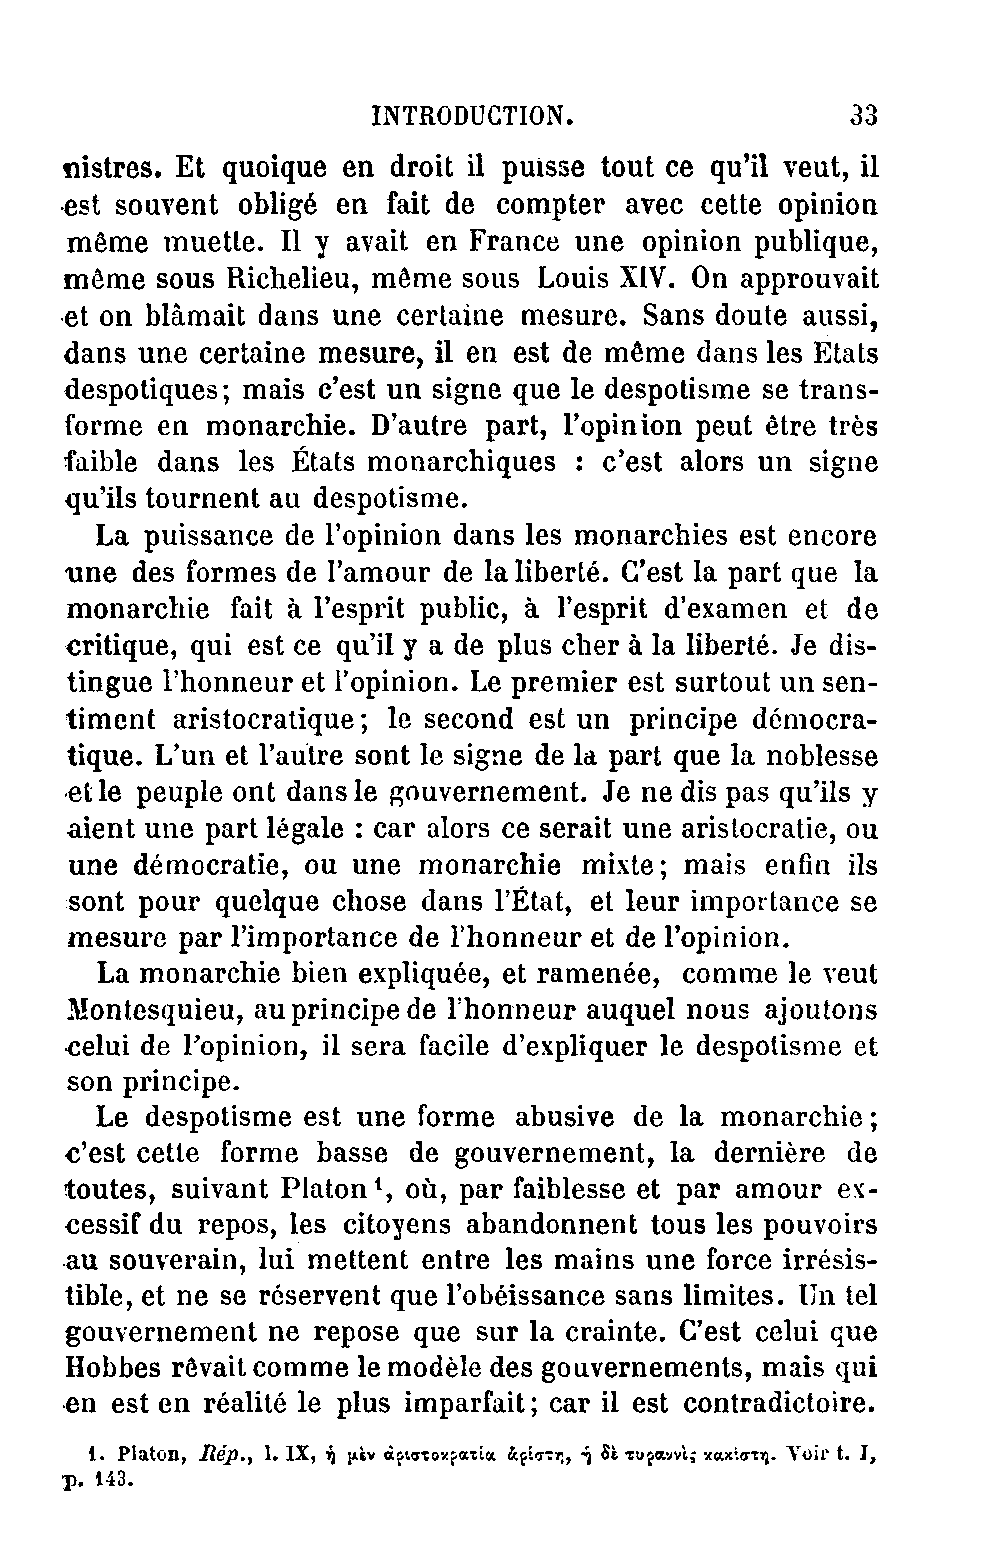 INTRODUCTION. 33
nistres. Et quoique en droit il puisse tout ce qu'il veut, il
est souvent obligé en fait de compter avec cette opinion
même muette. Il y avait en France une opinion publique,
même sous Richelieu, même sous Louis XIV. On approuvait
et on blâmait dans une certaine mesure. Sans doute aussi,
dans une certaine mesure, il en est de même dans les Etats
despotiques; mais c'est un signe que le despotisme se trans-
forme en monarchie. D'autre part, l'opinion peut être très
faible dans les États monarchiques : c'est alors un signe
qu'ils tournent au despotisme.
La puissance de l'opinion dans les monarchies est encore
une des formes de l'amour de la liberté. C'est la part que la
monarchie fait à l'esprit public, à l'esprit d'examen et de
critique, qui est ce qu'il y a de plus cher à la liberté. Je dis-
tingue l'honneur et l'opinion. Le premier est surtout un sen-
timent aristocratique; le second est un principe démocra-
tique. L'un et l'autre sont le signe de la part que la noblesse
et le peuple ont dans le gouvernement. Je ne dis pas qu'ils y
aient une part légale : car alors ce serait une aristocratie, ou
une démocratie, ou une monarchie mixte; mais enfin ils
sont pour quelque chose dans l'État, et leur importance se
mesure par l'importance de l'honneur et de l'opinion.
La monarchie bien expliquée, et ramenée, comme le veut
Montesquieu, au principe de l'honneur auquel nous ajoutons
celui de l'opinion, il sera facile d'expliquer le despotisme et
son principe.
Le despotisme est une forme abusive de la monarchie;
c'est cette forme basse de gouvernement, la dernière de
toutes, suivant Platon¹, où, par faiblesse et par amour ex-
cessif du repos, les citoyens abandonnent tous les pouvoirs
au souverain, lui mettent entre les mains une force irrésis-
tible, et ne se réservent que l'obéissance sans limites. Un tel
gouvernement ne repose que sur la crainte. C'est celui que
Hobbes rêvait comme le modèle des gouvernements, mais qui
en est en réalité le plus imparfait; car il est contradictoire.
1. Platon, Rép., l. IX, ἡ μὲν ἀριστοκρατία ἀρίστη, ἡ δὲ τυραννὶς κακίστη. Voir t. I,
p. 143.